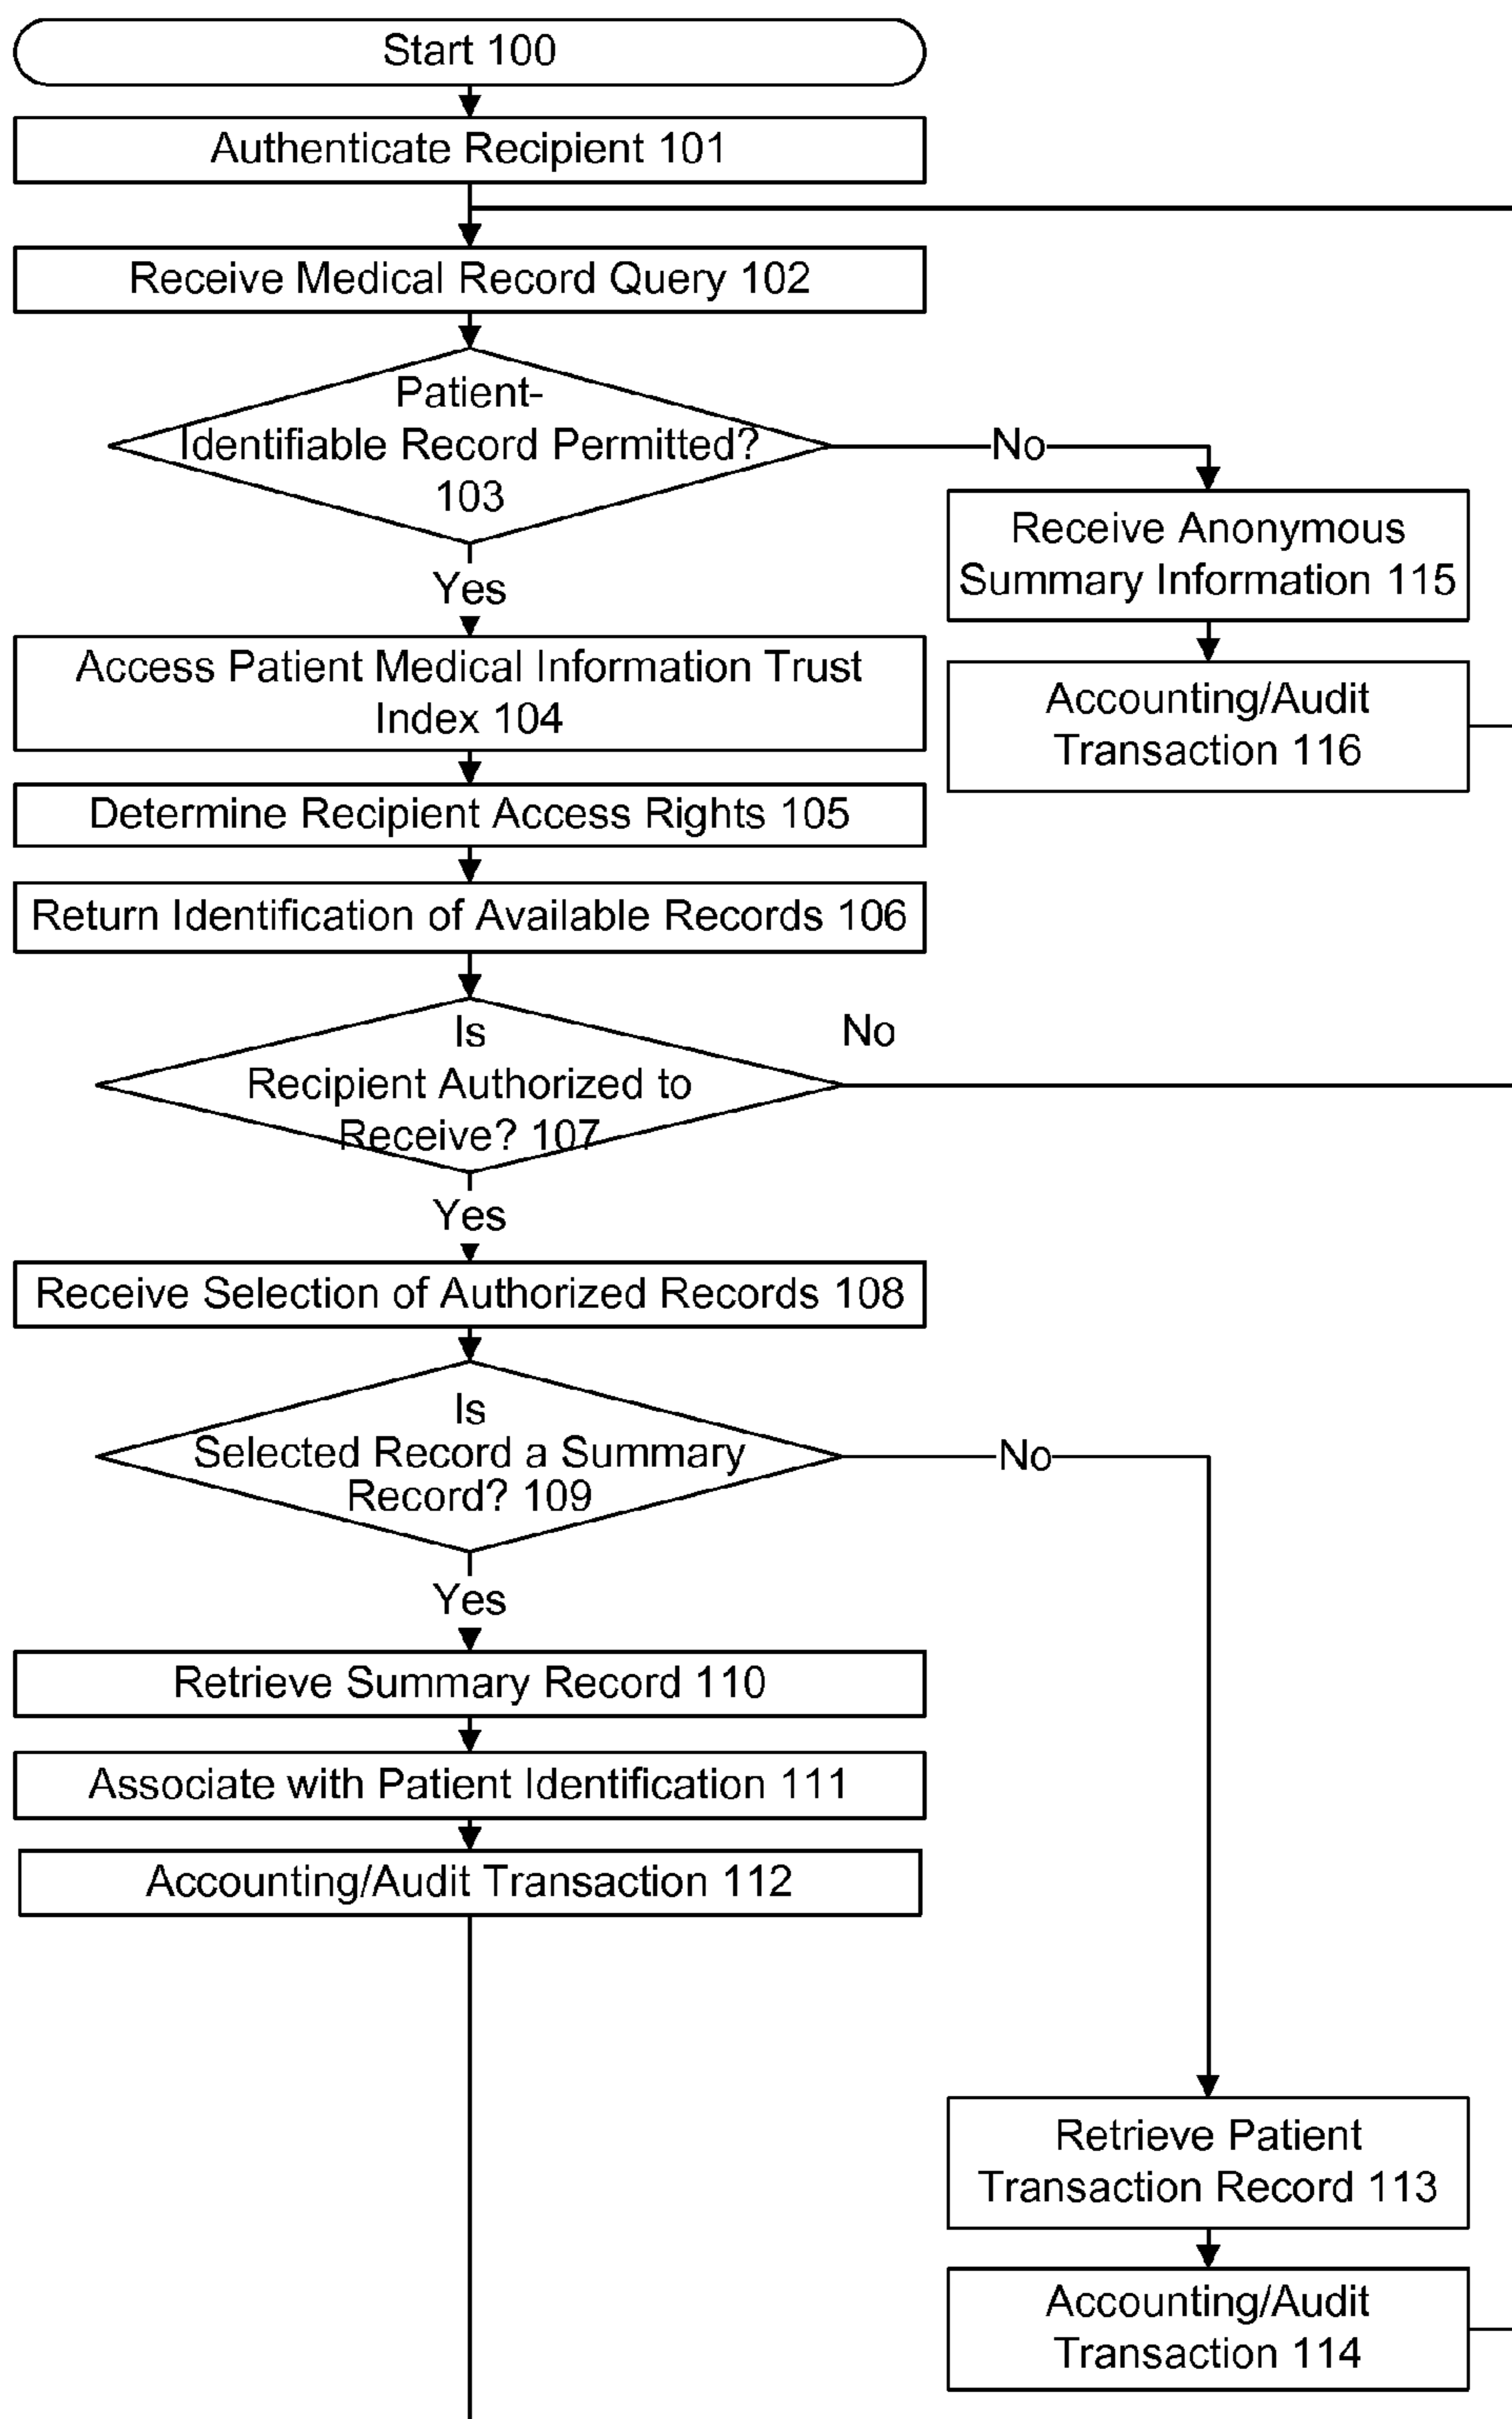 Start 100
Authenticate Recipient 101
Receive Medical Record Query 102
Patient-
Identifiable Record Permitted?
103
No
Receive Anonymous
Summary Information 115
Yes
Access Patient Medical Information Trust
Index 104
Accounting/Audit
Transaction 116
Determine Recipient Access Rights 105
Return Identification of Available Records 106
Is
Recipient Authorized to
Receive? 107
No
Yes
Receive Selection of Authorized Records 108
Is
Selected Record a Summary
Record? 109
No
Yes
Retrieve Summary Record 110
Associate with Patient Identification 111
Accounting/Audit Transaction 112
Retrieve Patient
Transaction Record 113
Accounting/Audit
Transaction 114